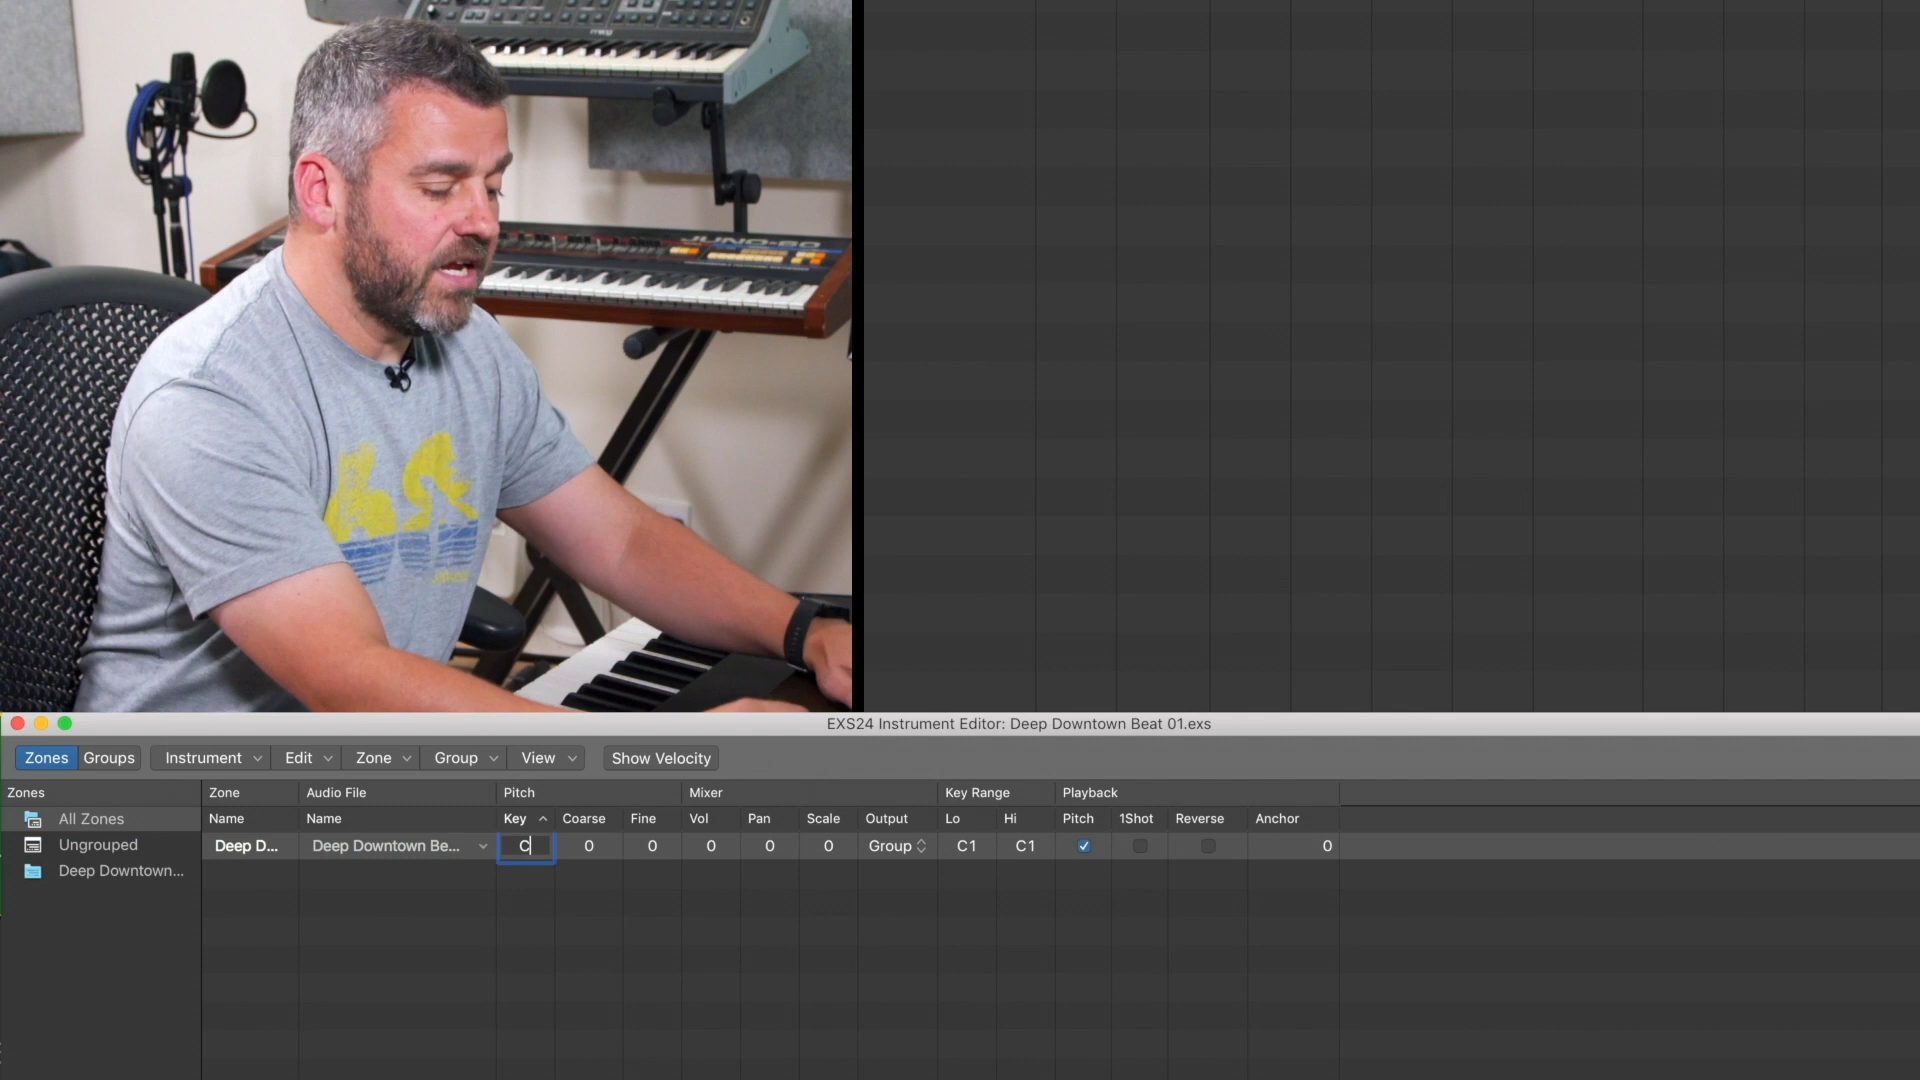 moog
JUNO-60
EXS24 Instrument Editor: Deep Downtown Beat 01.exs
Zones Groups Instrument Edit Zone Group View Show Velocity
Zones Zone Audio File Pitch Mixer Key Range Playback
All Zones Name Name Key Coarse Fine Vol Pan Scale Output Lo Hi Pitch 1Shot Reverse Anchor
Ungrouped Deep D... Deep Downtown Be... C 0 0 0 0 0 Group C1 C1 0
Deep Downtown...